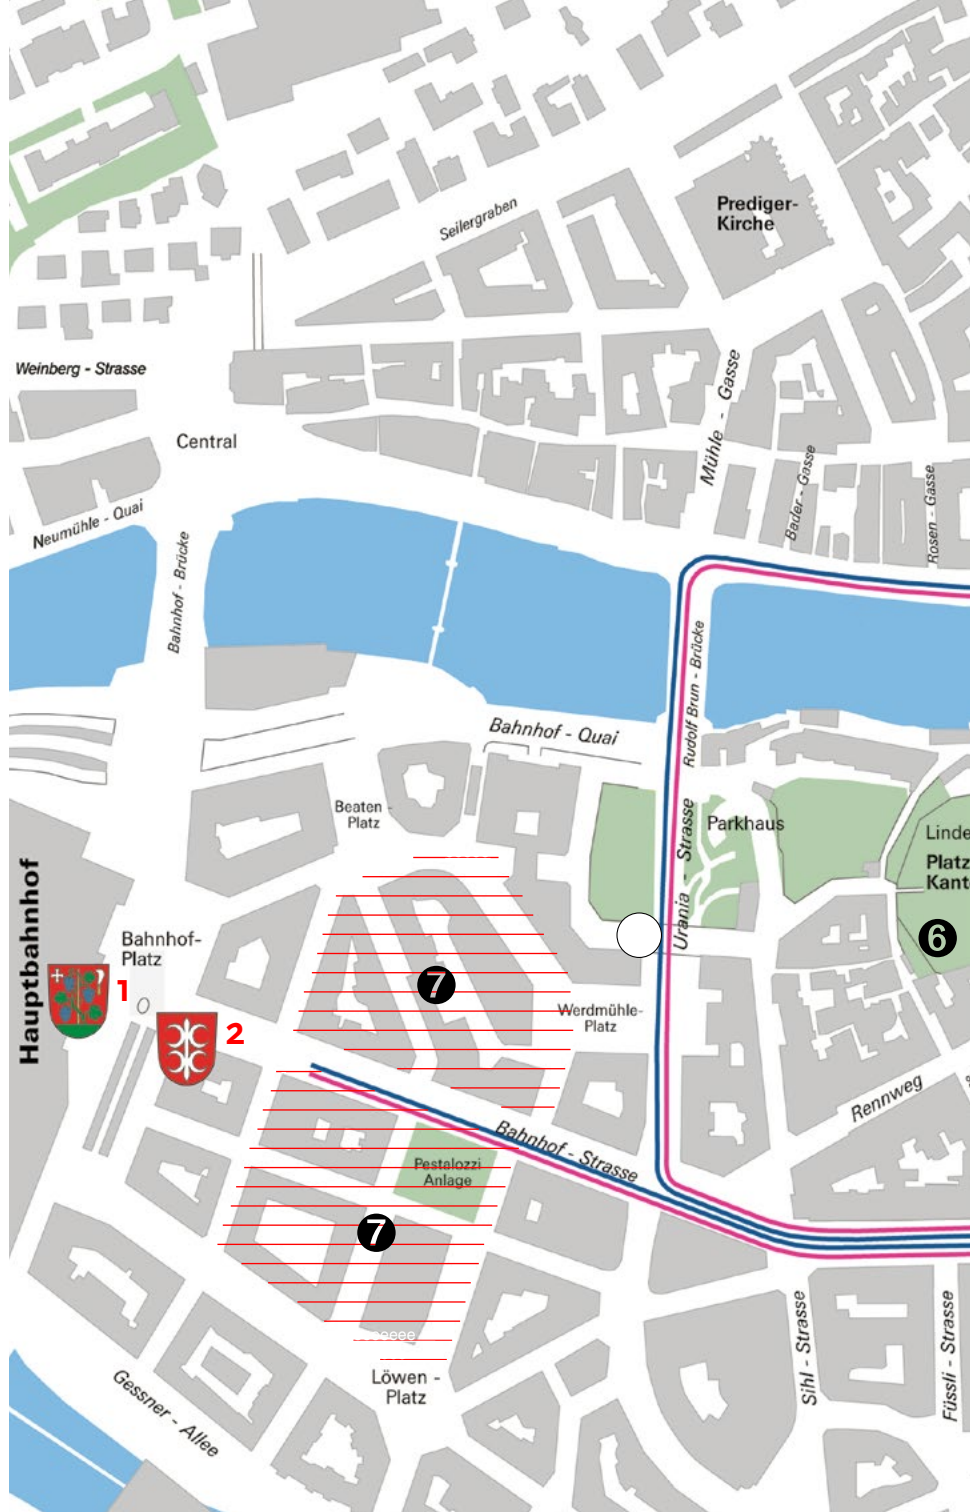 Seilergraben
Prediger-
Kirche
Weinberg - Strasse
Central
Mühle - Gasse
Bader - Gasse
Rosen - Gasse
Neumühle - Quai
Bahnhof - Brücke
Rudolf Brun - Brücke
Bahnhof - Quai
Beaten -
Platz
Urania - Strasse
Parkhaus
Linde
Platz
Kant
6
Hauptbahnhof
Bahnhof-
Platz
1
2
7
Werdmühle-
Platz
Rennweg
Bahnhof - Strasse
Pestalozzi
Anlage
7
Löwen -
Platz
Gessner - Allee
Sihl - Strasse
Füssli - Strasse